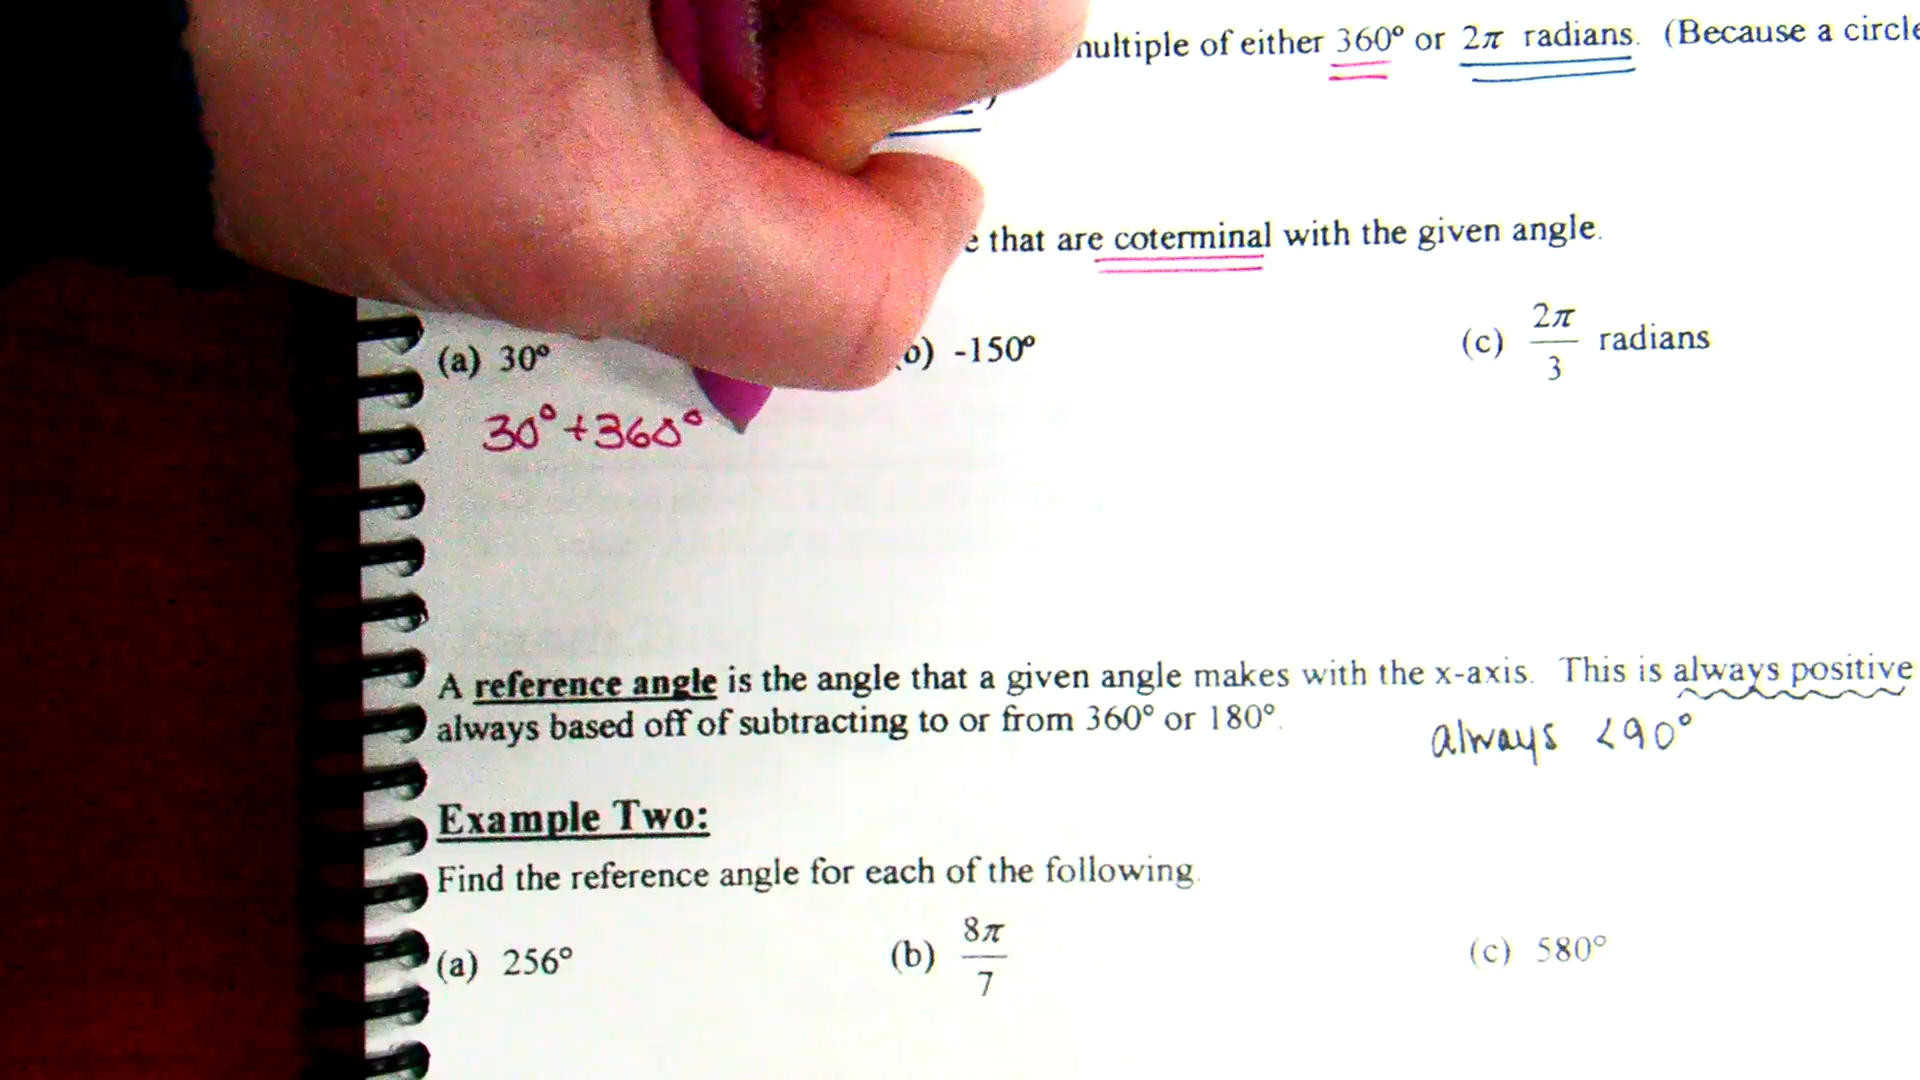 multiple of either 360° or 2π radians. (Because a circle
that are coterminal with the given angle.
(a) 30° (b) -150° (c) 2π/3 radians
30° + 360°
A reference angle is the angle that a given angle makes with the x-axis. This is always positive
always based off of subtracting to or from 360° or 180°.
always <90°
Example Two:
Find the reference angle for each of the following.
(a) 256° (b) 8π/7 (c) 580°